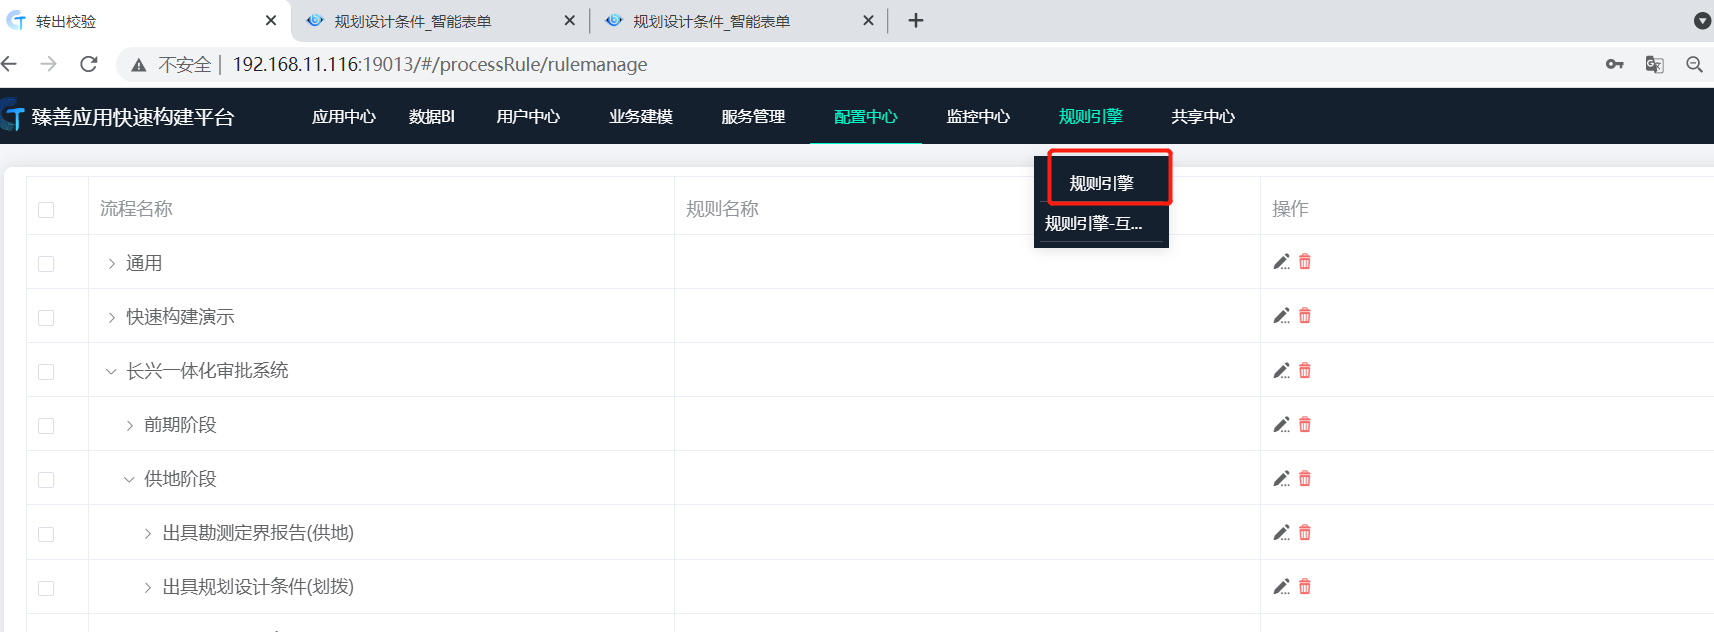 转出校验
规划设计条件_智能表单
规划设计条件_智能表单
不安全 192.168.11.116:19013/#/processRule/rulemanage
臻善应用快速构建平台 应用中心 数据BI 用户中心 业务建模 服务管理 配置中心 监控中心 规则引擎 共享中心
规则引擎
规则引擎-互...
流程名称 规则名称 操作
通用
快速构建演示
长兴一体化审批系统
前期阶段
供地阶段
出具勘测定界报告(供地)
出具规划设计条件(划拨)